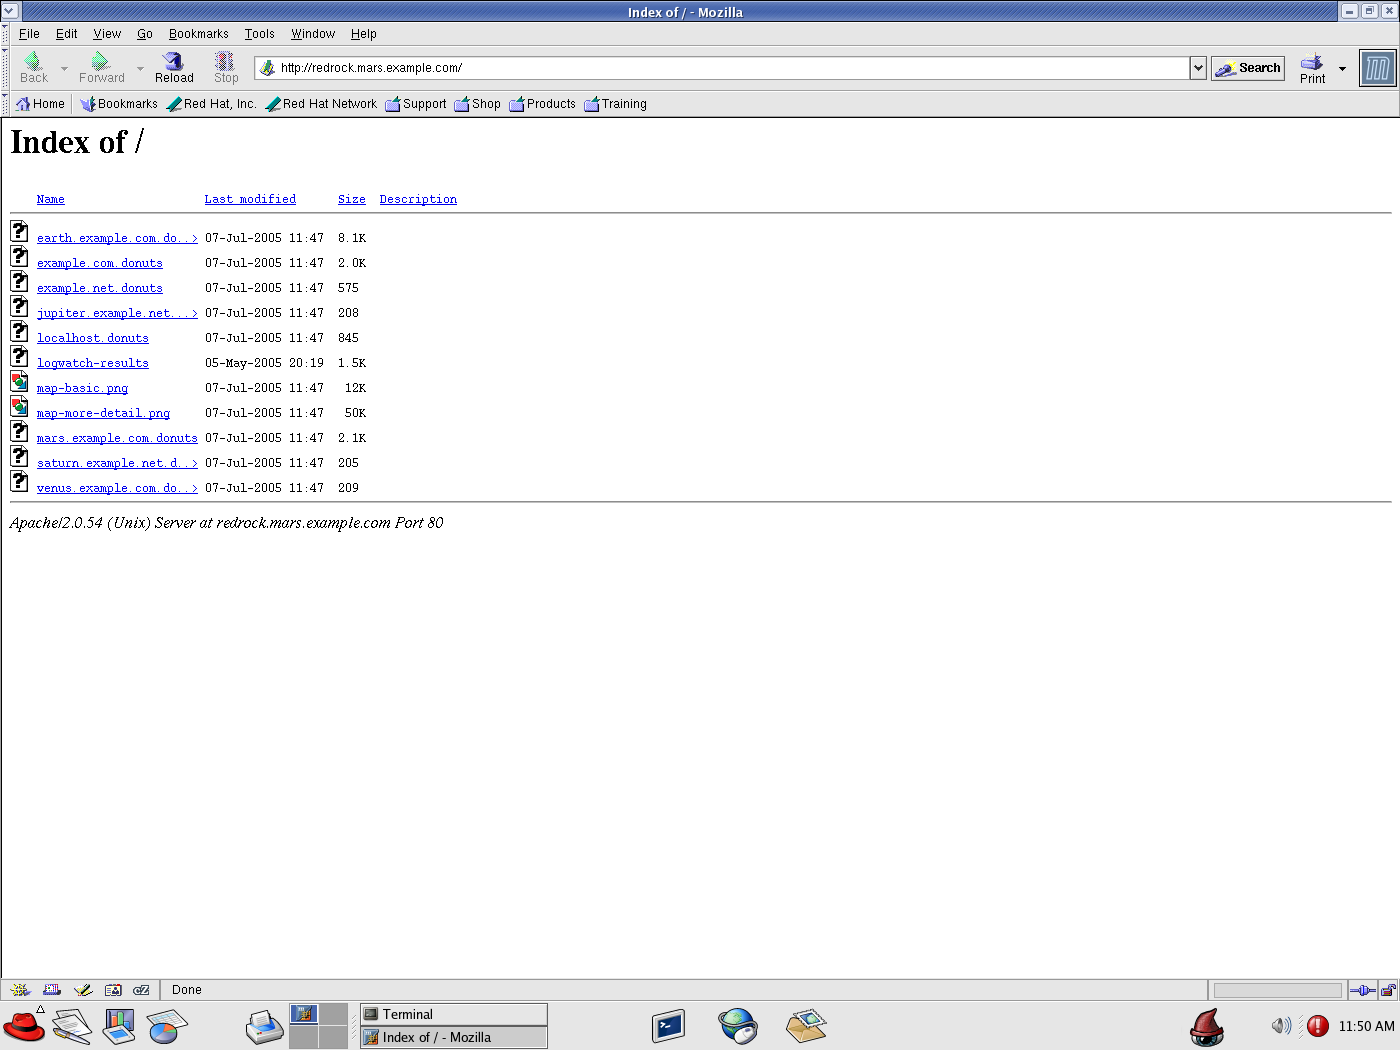 Index of / - Mozilla
File Edit View Go Bookmarks Tools Window Help
Back Forward Reload Stop http://redrock.mars.example.com/ Search Print
Home Bookmarks Red Hat, Inc. Red Hat Network Support Shop Products Training
Index of /
Name Last modified Size Description
earth.example.com.do..> 07-Jul-2005 11:47 8.1K
example.com.donuts 07-Jul-2005 11:47 2.0K
example.net.donuts 07-Jul-2005 11:47 575
jupiter.example.net...> 07-Jul-2005 11:47 208
localhost.donuts 07-Jul-2005 11:47 845
logwatch-results 05-May-2005 20:19 1.5K
map-basic.png 07-Jul-2005 11:47 12K
map-more-detail.png 07-Jul-2005 11:47 50K
mars.example.com.donuts 07-Jul-2005 11:47 2.1K
saturn.example.net.d..> 07-Jul-2005 11:47 205
venus.example.com.do..> 07-Jul-2005 11:47 209
Apache/2.0.54 (Unix) Server at redrock.mars.example.com Port 80
cZ Done
Terminal
Index of / - Mozilla
11:50 AM